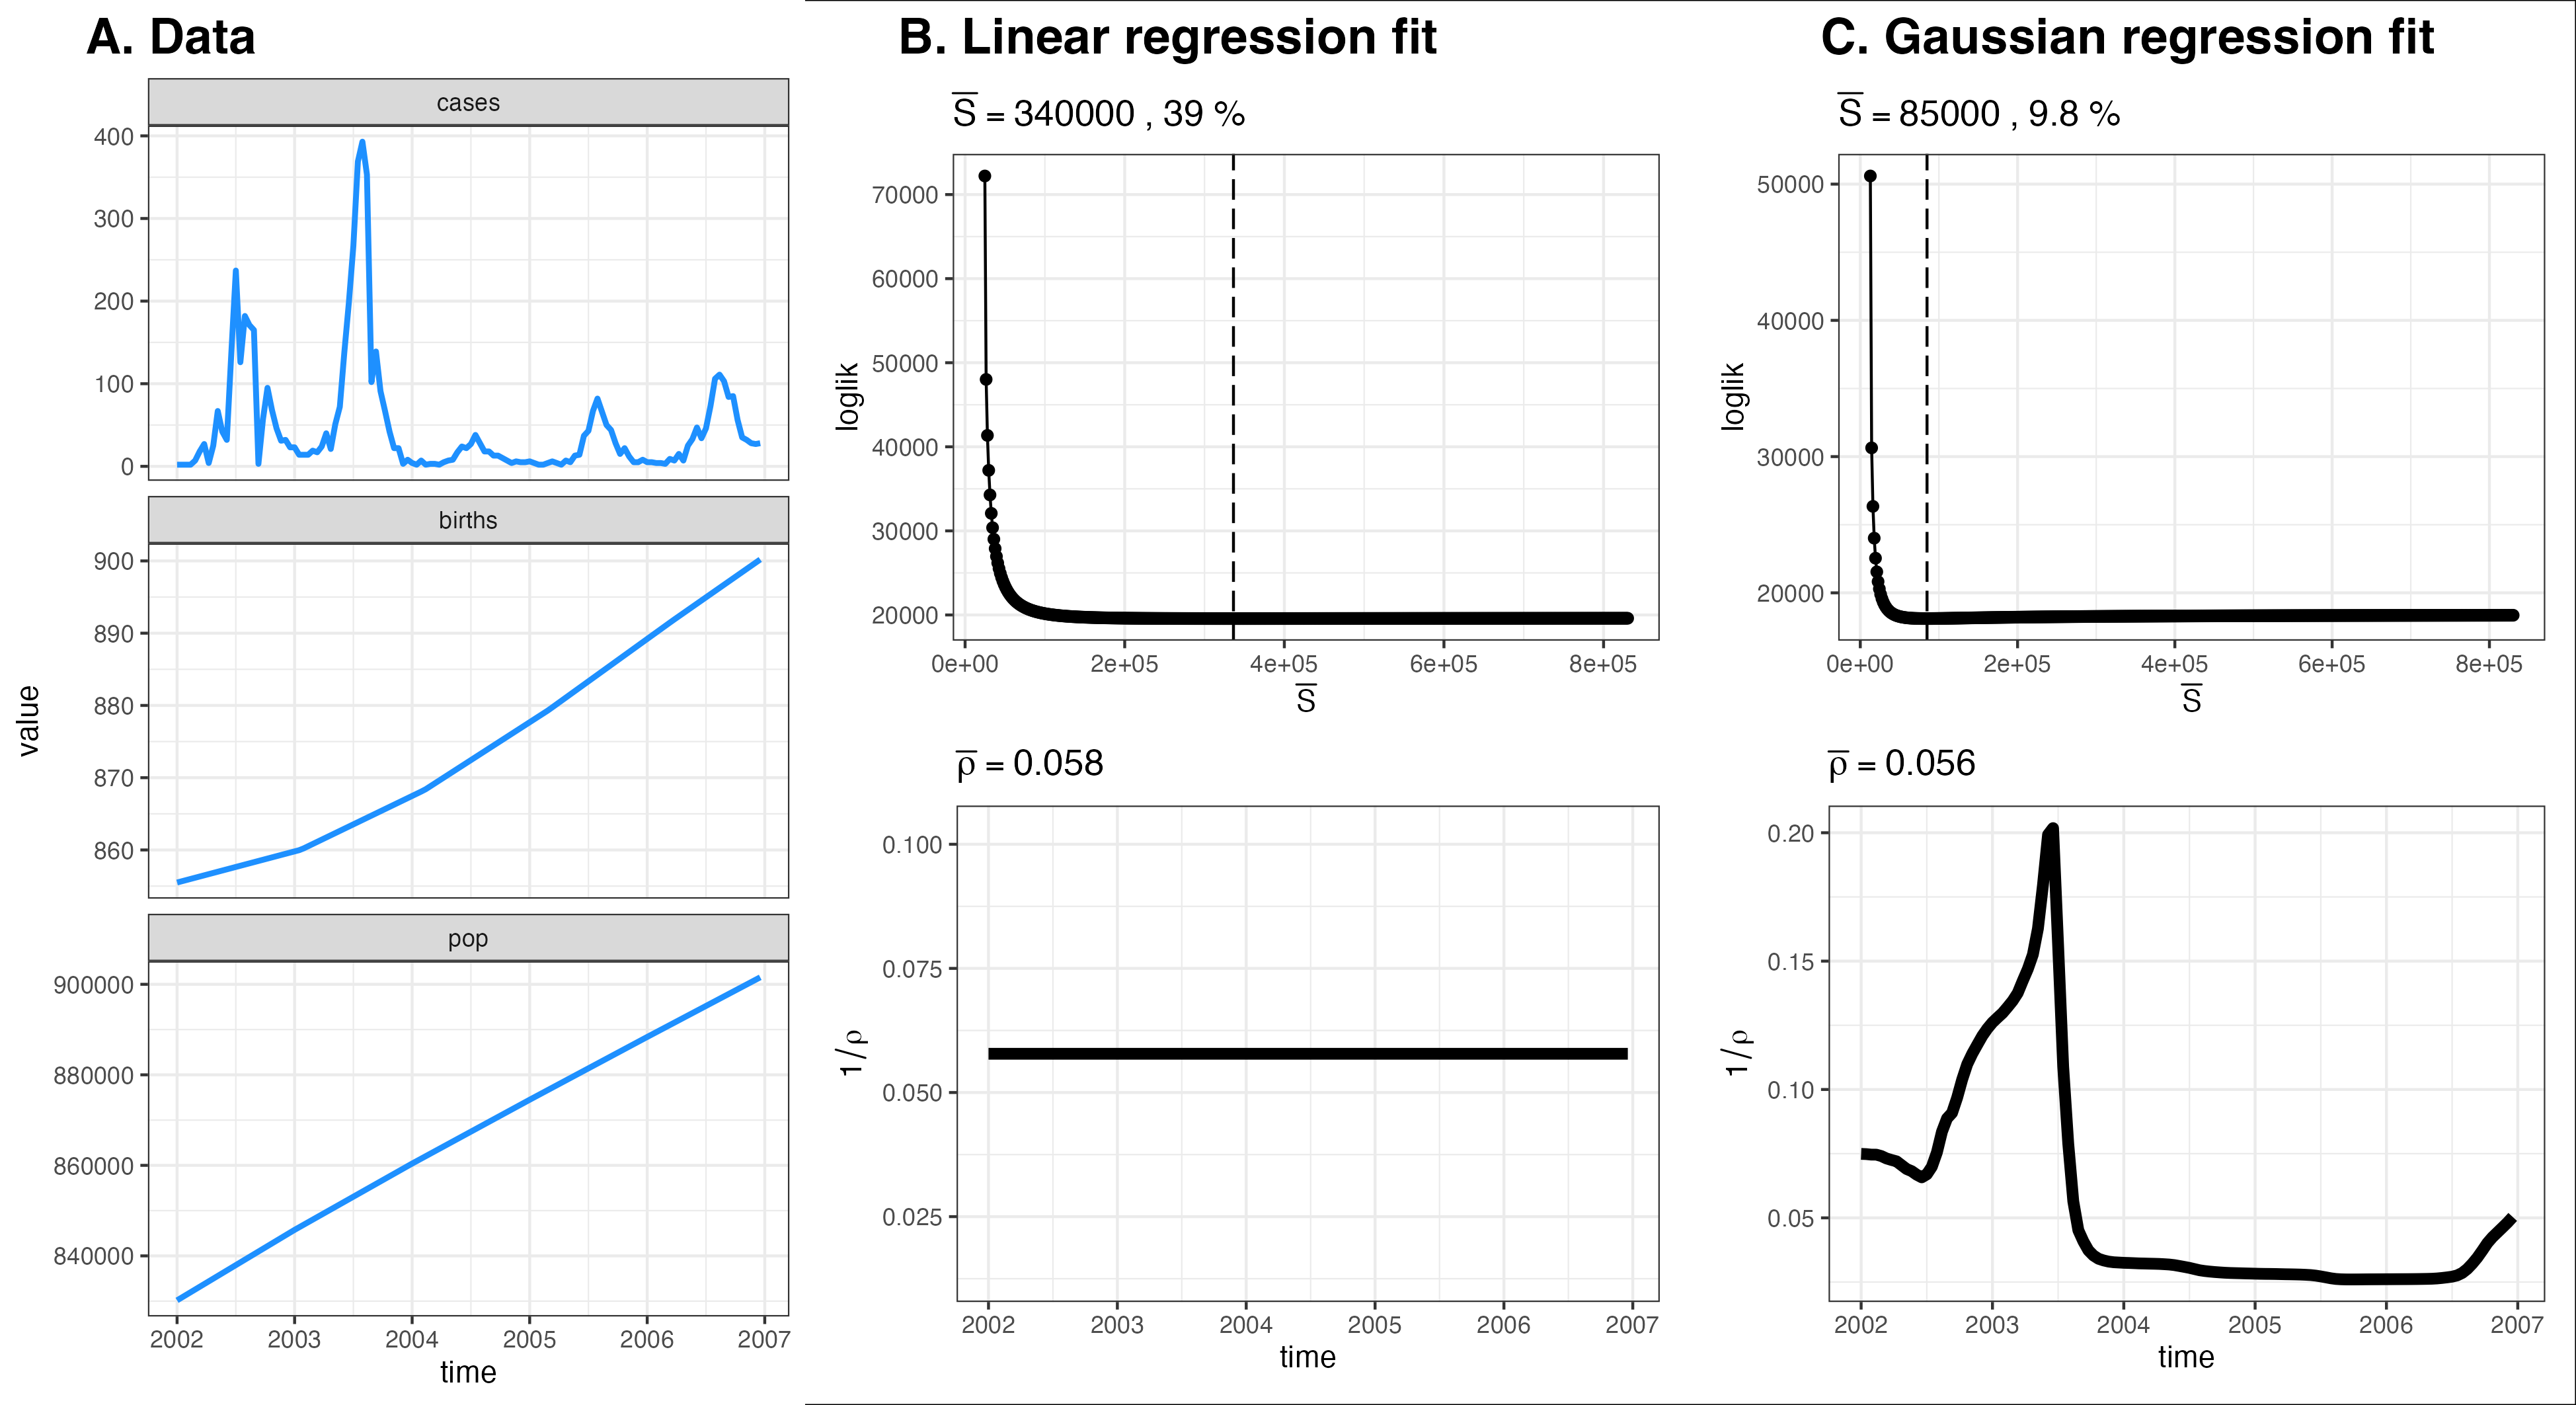 A. Data
cases
400
300
200
100
0
births
900
890
880
870
860
pop
900000
880000
860000
840000
value
2002 2003 2004 2005 2006 2007
time
B. Linear regression fit
S̅ = 340000 , 39 %
70000
60000
50000
40000
30000
20000
loglik
0e+00 2e+05 4e+05 6e+05 8e+05
S̅
ρ̅ = 0.058
0.100
0.075
0.050
0.025
1/ρ
2002 2003 2004 2005 2006 2007
time
C. Gaussian regression fit
S̅ = 85000 , 9.8 %
50000
40000
30000
20000
loglik
0e+00 2e+05 4e+05 6e+05 8e+05
S̅
ρ̅ = 0.056
0.20
0.15
0.10
0.05
1/ρ
2002 2003 2004 2005 2006 2007
time